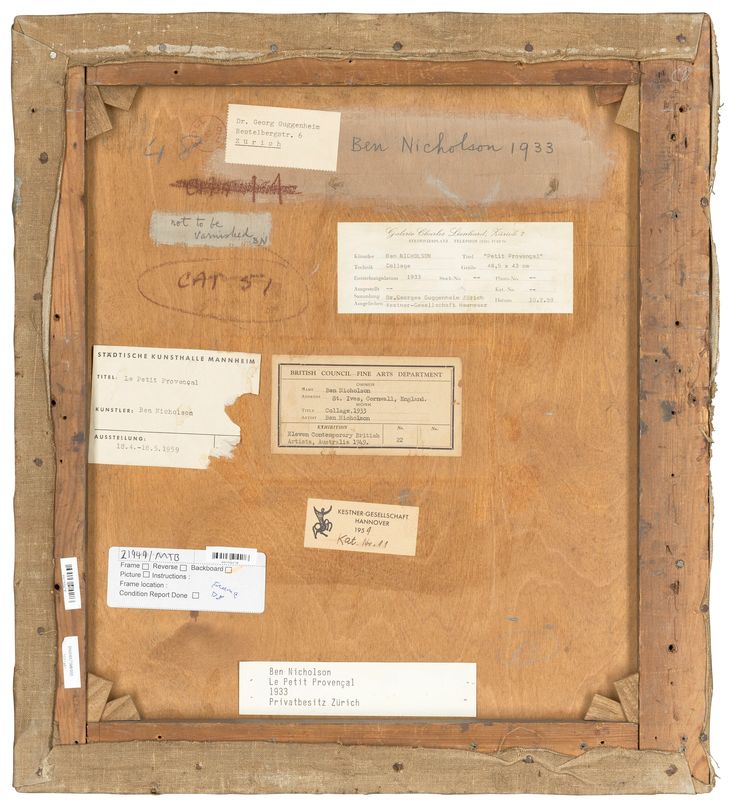 Dr. Georg Guggenheim
Restelbergstr. 6
Zurich
48
Ben Nicholson 1933
not to be
varnished BN
CAT 57
Galerie Charles Lienhard, Zürich 2
Künstler Ben NICHOLSON Titel "Petit Provençal"
Technik Collage Größe 48,5 x 43 cm
Entstehungsdatum 1933 Stock-No. -- Photo-No. --
Ausgestellt -- Kat.-No. --
Sammlung Dr.Georges Guggenheim Zürich Datum 10.2.59
Ausgeliehen Kestner-Gesellschaft Hannover
STÄDTISCHE KUNSTHALLE MANNHEIM
TITEL: Le Petit Provençal
KÜNSTLER: Ben Nicholson
AUSSTELLUNG:
18.4.-18.5.1959
BRITISH COUNCIL FINE ARTS DEPARTMENT
OWNER
NAME Ben Nicholson
ADDRESS St. Ives, Cornwall, England.
WORK
TITLE Collage.1933
ARTIST Ben Nicholson
EXHIBITION No. No.
Eleven Contemporary British
Artists, Australia 1949. 22
KESTNER-GESELLSCHAFT
HANNOVER
1959
Kat. Nr. 11
21949/MTB
Frame Reverse Backboard
Picture Instructions :
Frame location :
Condition Report Done
Ben Nicholson
Le Petit Provençal
1933
Privatbesitz Zürich